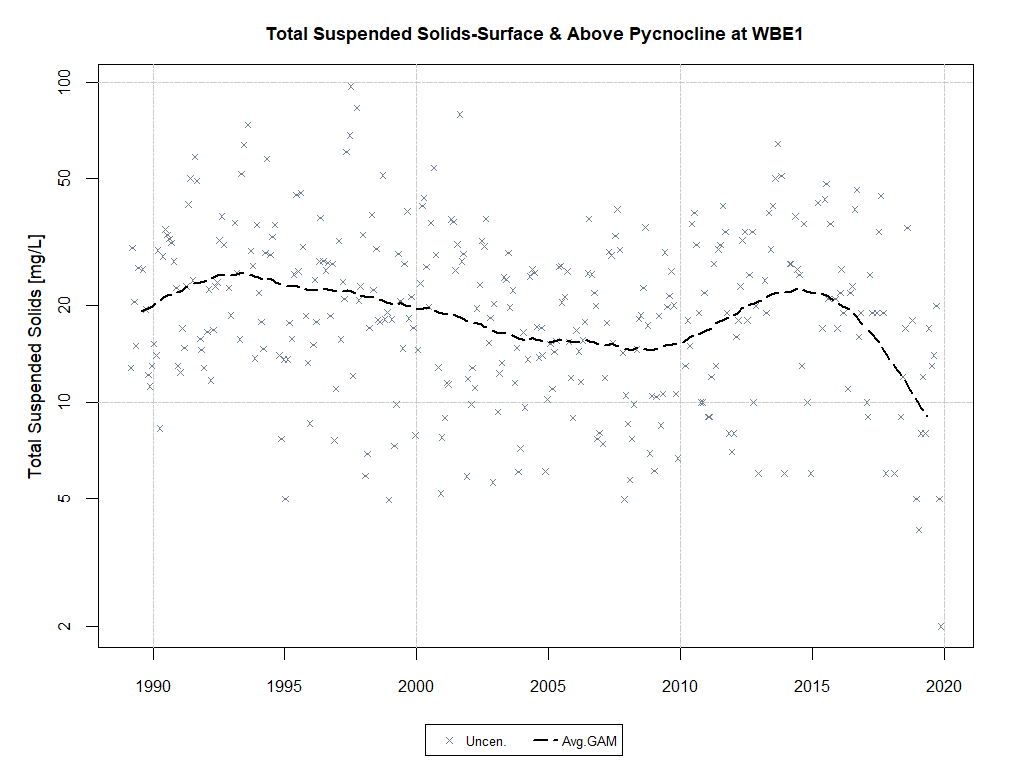 Total Suspended Solids-Surface & Above Pycnocline at WBE1
Total Suspended Solids [mg/L]
100
50
20
10
5
2
1990 1995 2000 2005 2010 2015 2020
Uncen. Avg.GAM